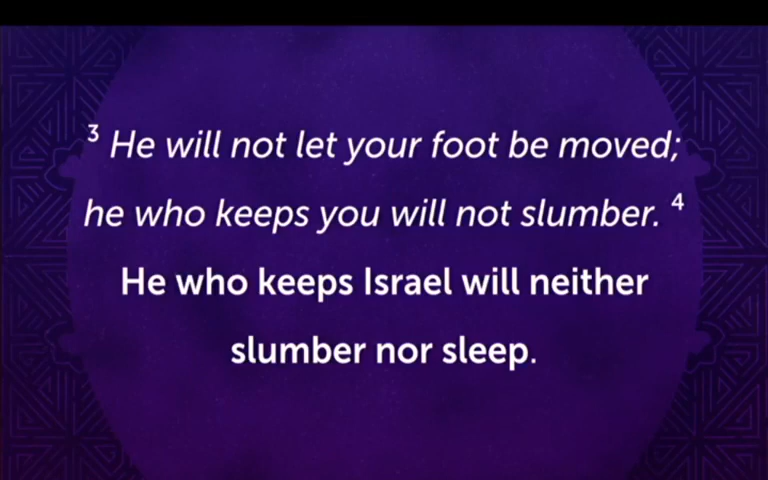 ³ He will not let your foot be moved;
he who keeps you will not slumber. ⁴
He who keeps Israel will neither
slumber nor sleep.